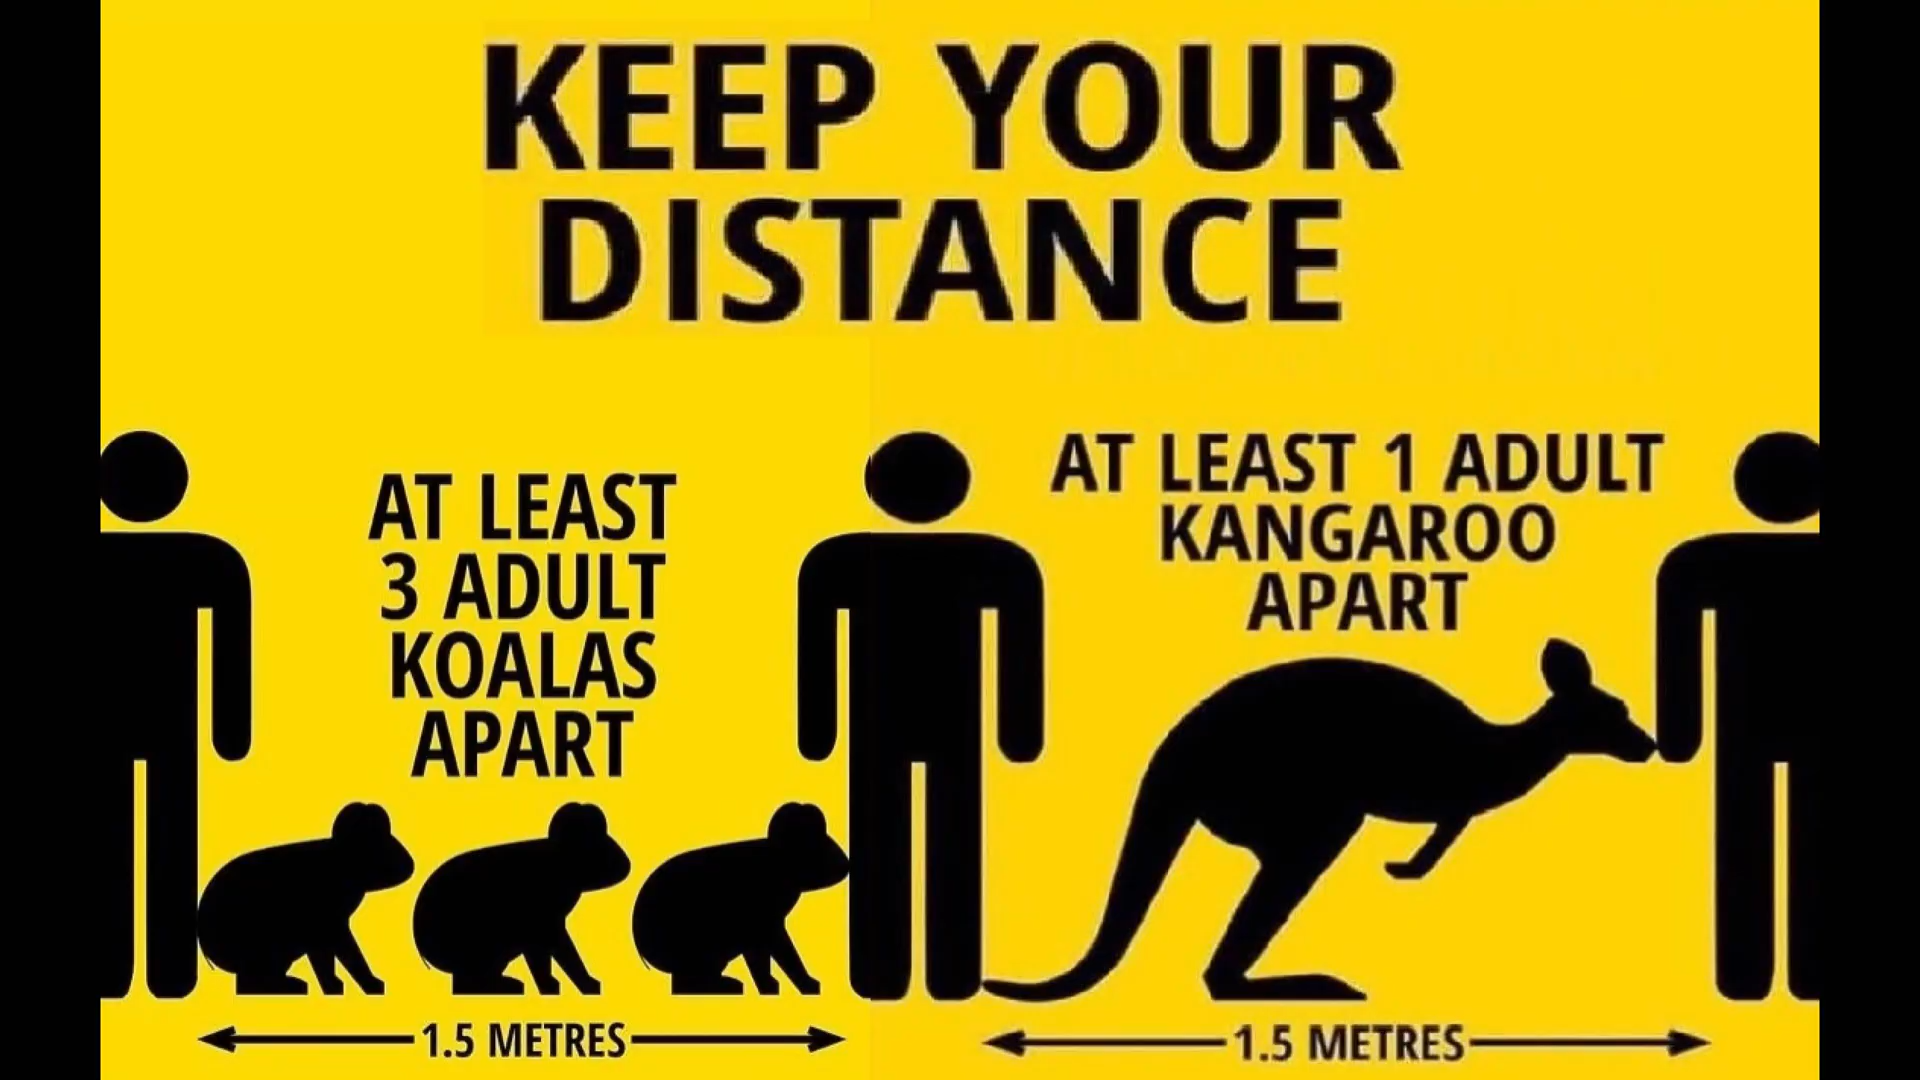 KEEP YOUR
DISTANCE
AT LEAST
3 ADULT
KOALAS
APART
1.5 METRES
AT LEAST 1 ADULT
KANGAROO
APART
1.5 METRES